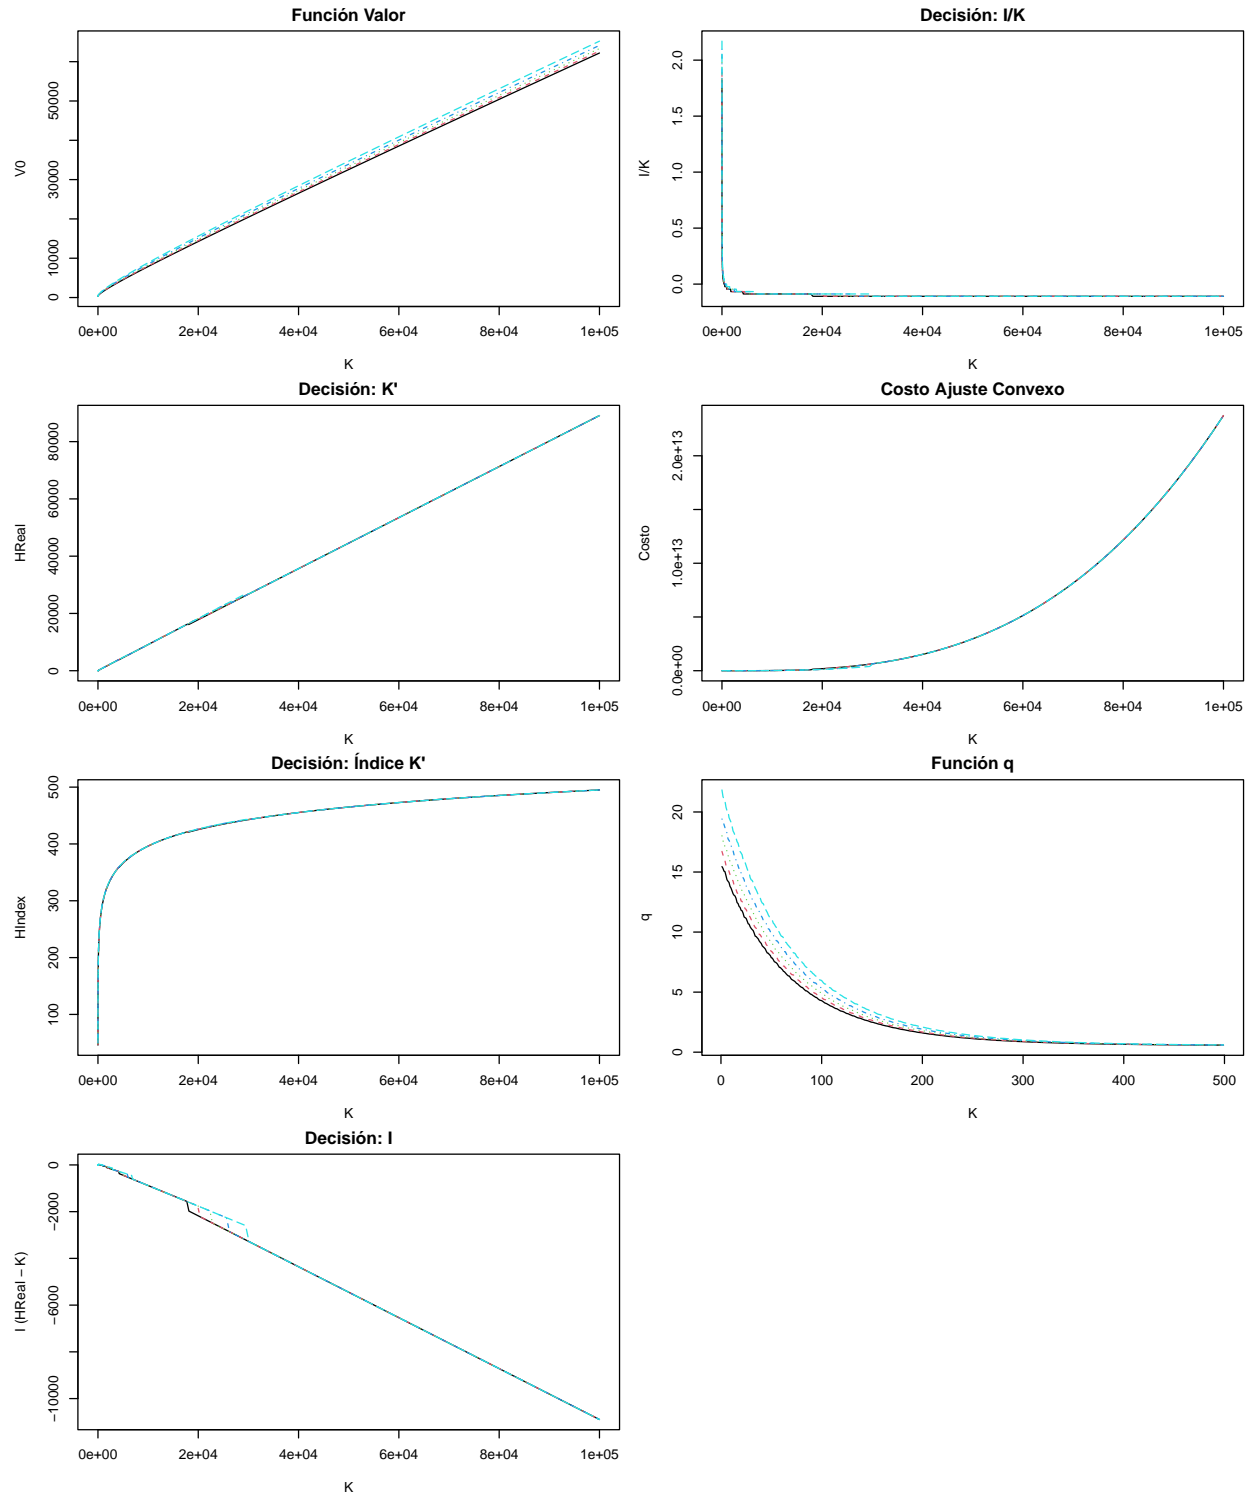 Función Valor
V0
0 10000 30000 50000
0e+00 2e+04 4e+04 6e+04 8e+04 1e+05
K
Decisión: I/K
I/K
0.0 0.5 1.0 1.5 2.0
0e+00 2e+04 4e+04 6e+04 8e+04 1e+05
K
Decisión: K'
HReal
0 20000 40000 60000 80000
0e+00 2e+04 4e+04 6e+04 8e+04 1e+05
K
Costo Ajuste Convexo
Costo
0.0e+00 1.0e+13 2.0e+13
0e+00 2e+04 4e+04 6e+04 8e+04 1e+05
K
Decisión: Índice K'
HIndex
100 200 300 400 500
0e+00 2e+04 4e+04 6e+04 8e+04 1e+05
K
Función q
q
0 5 10 15 20
0 100 200 300 400 500
K
Decisión: I
I (HReal − K)
−10000 −6000 −2000 0
0e+00 2e+04 4e+04 6e+04 8e+04 1e+05
K